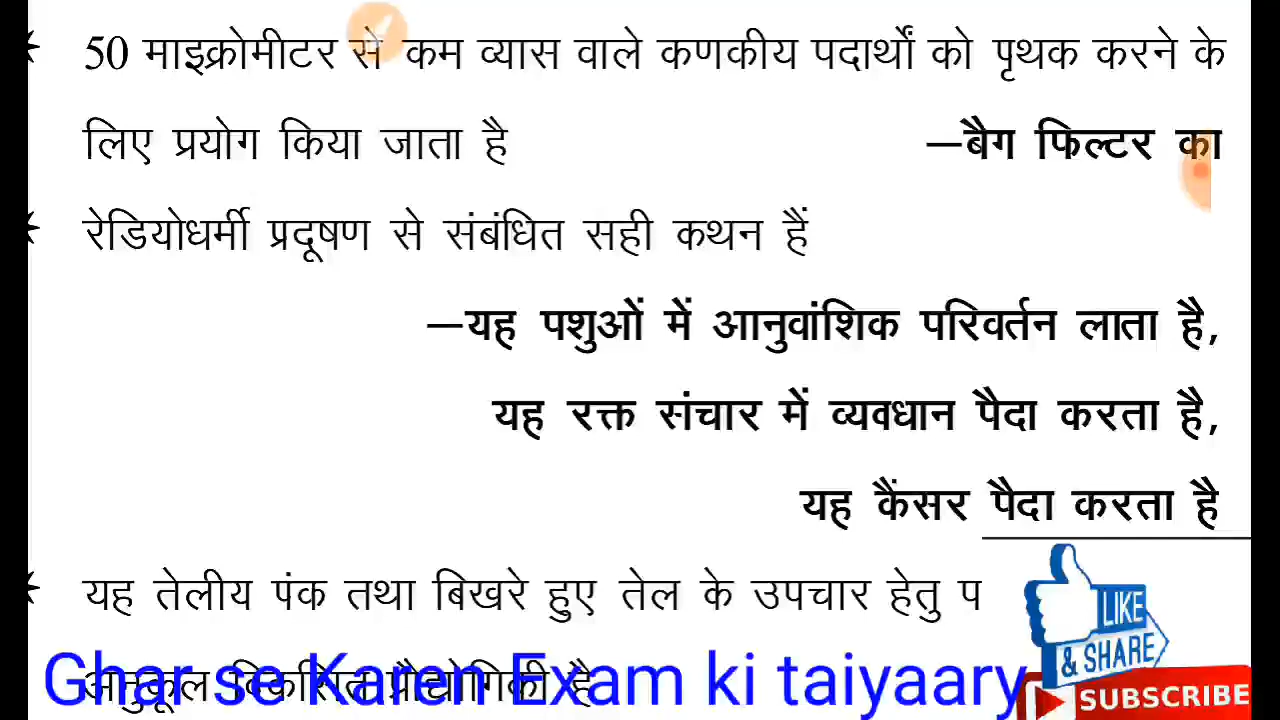 50 माइक्रोमीटर से कम व्यास वाले कणकीय पदार्थों को पृथक करने के
लिए प्रयोग किया जाता है —बैग फिल्टर का
रेडियोधर्मी प्रदूषण से संबंधित सही कथन हैं
—यह पशुओं में आनुवांशिक परिवर्तन लाता है,
यह रक्त संचार में व्यवधान पैदा करता है,
यह कैंसर पैदा करता है
यह तेलीय पंक तथा बिखरे हुए तेल के उपचार हेतु प
अनुकूल विकसित प्रौद्योगिकी है
Ghar se Karen Exam ki taiyaary
LIKE
& SHARE
SUBSCRIBE